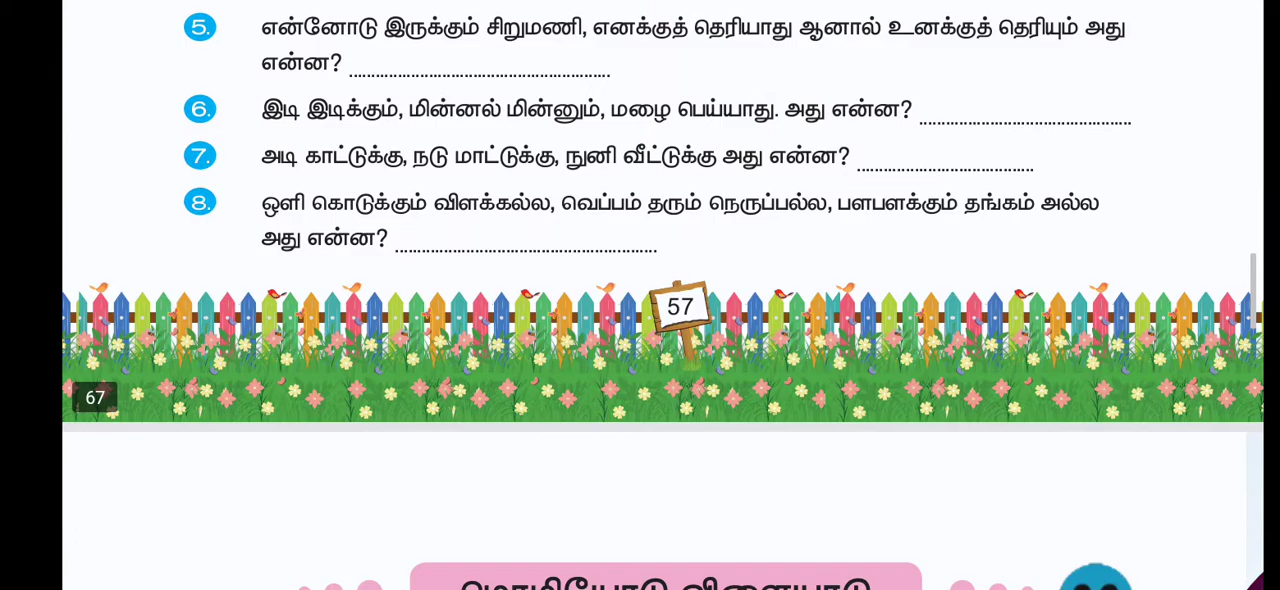 5. என்னோடு இருக்கும் சிறுமணி, எனக்குத் தெரியாது ஆனால் உனக்குத் தெரியும் அது
என்ன? ..........................................................
6. இடி இடிக்கும், மின்னல் மின்னும், மழை பெய்யாது. அது என்ன? ................................................
7. அடி காட்டுக்கு, நடு மாட்டுக்கு, நுனி வீட்டுக்கு அது என்ன? ........................................
8. ஒளி கொடுக்கும் விளக்கல்ல, வெப்பம் தரும் நெருப்பல்ல, பளபளக்கும் தங்கம் அல்ல
அது என்ன? ..........................................................
57
67
மொழியோடு விளையாடு